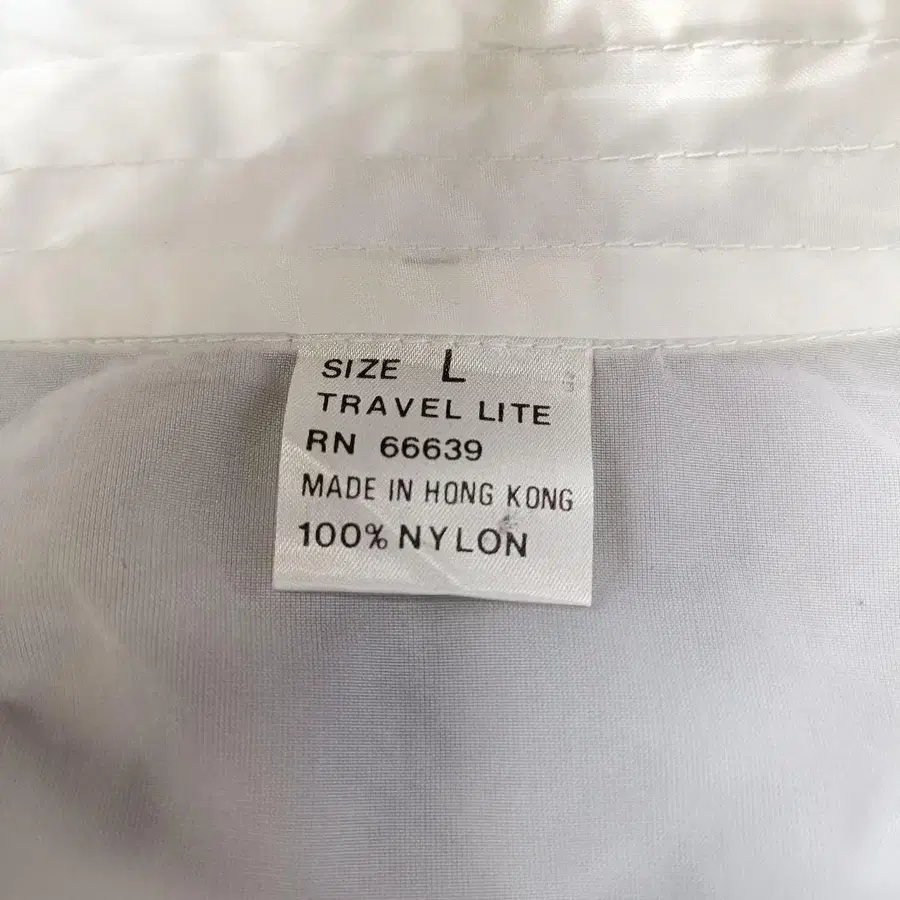 SIZE L
TRAVEL LITE
RN 66639
MADE IN HONG KONG
100% NYLON